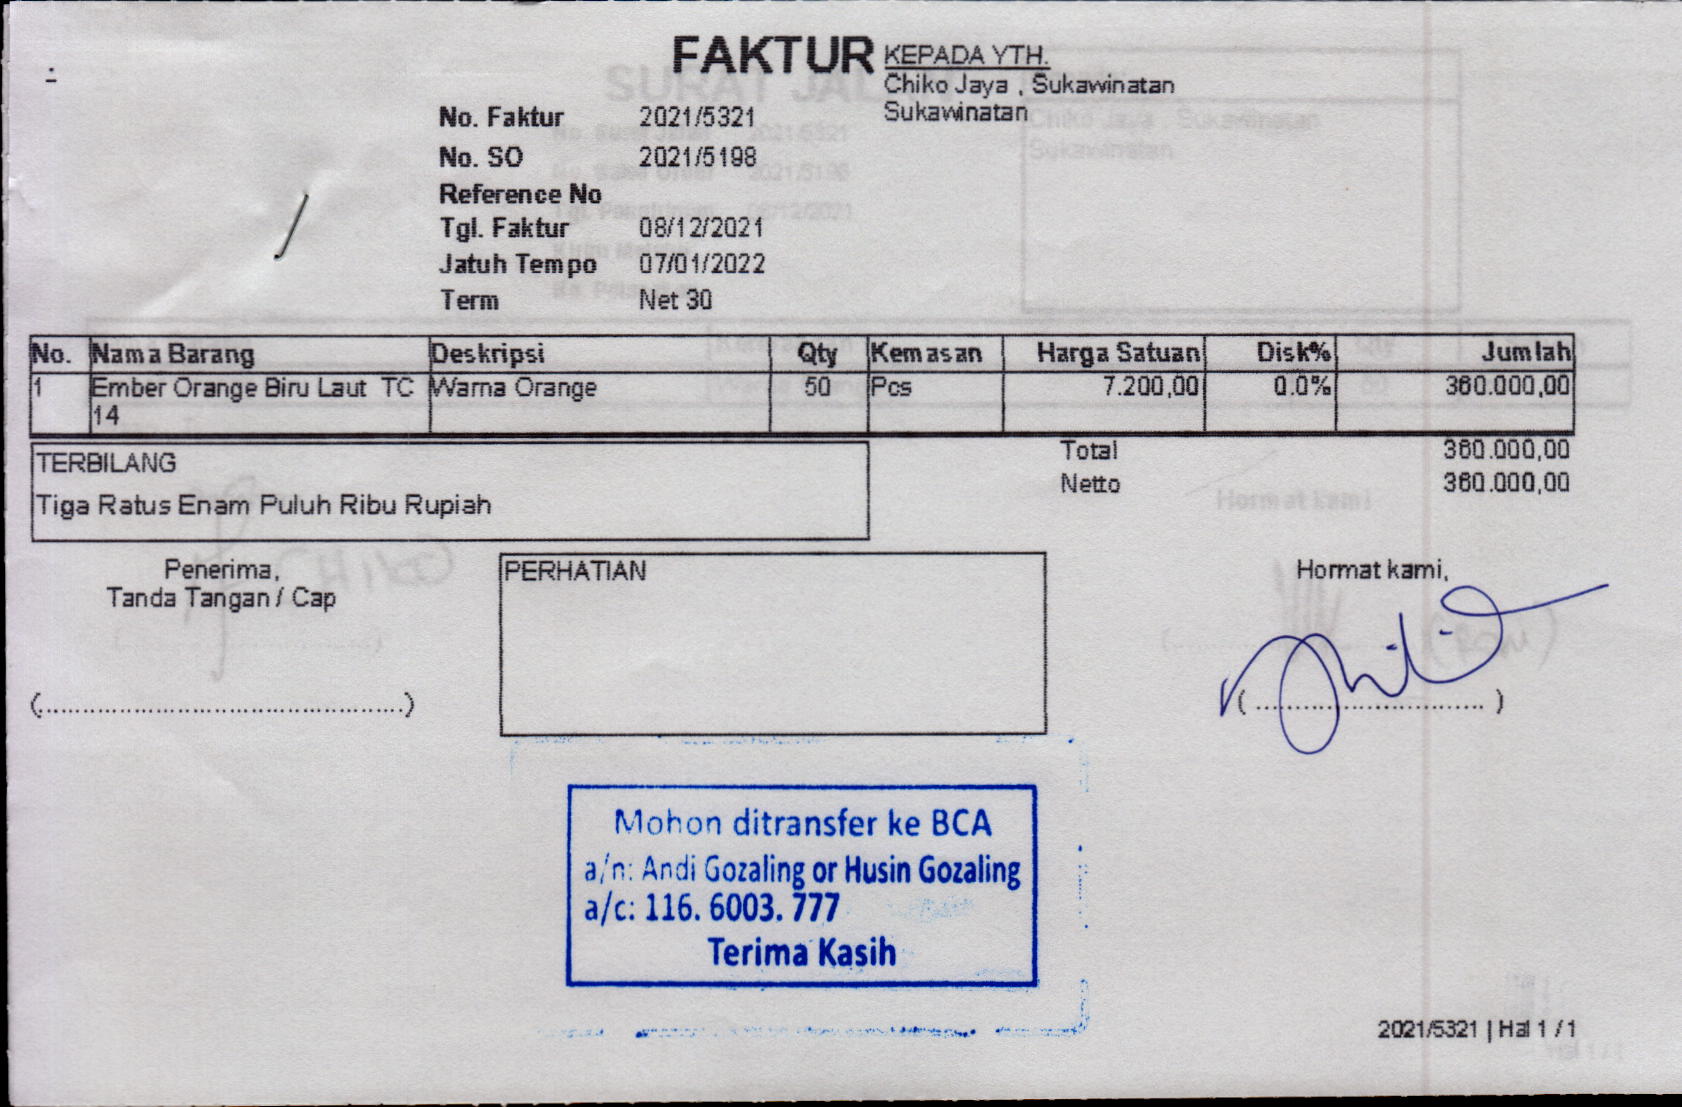 FAKTUR
KEPADA YTH.
Chiko Jaya , Sukawinatan
Sukawinatan
No. Faktur 2021/5321
No. SO 2021/5198
Reference No
Tgl. Faktur 08/12/2021
Jatuh Tempo 07/01/2022
Term Net 30
No. Nama Barang Deskripsi Qty Kemasan Harga Satuan Disk% Jumlah
1 Ember Orange Biru Laut TC Warna Orange 50 Pcs 7.200,00 0.0% 360.000,00
14
Total 360.000,00
Netto 360.000,00
TERBILANG
Tiga Ratus Enam Puluh Ribu Rupiah
Penerima,
Tanda Tangan / Cap
(................................................)
PERHATIAN
Hormat kami,
( .............................. )
Mohon ditransfer ke BCA
a/n: Andi Gozaling or Husin Gozaling
a/c: 116. 6003. 777
Terima Kasih
2021/5321 | Hal 1 / 1